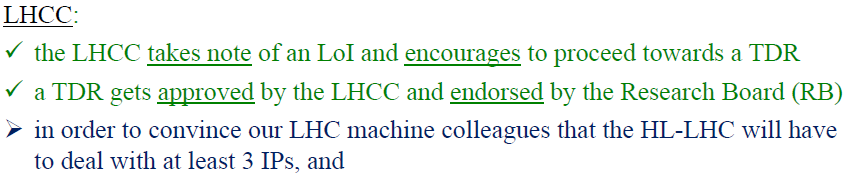 LHCC:
✓ the LHCC takes note of an LoI and encourages to proceed towards a TDR
✓ a TDR gets approved by the LHCC and endorsed by the Research Board (RB)
➢ in order to convince our LHC machine colleagues that the HL-LHC will have
to deal with at least 3 IPs, and